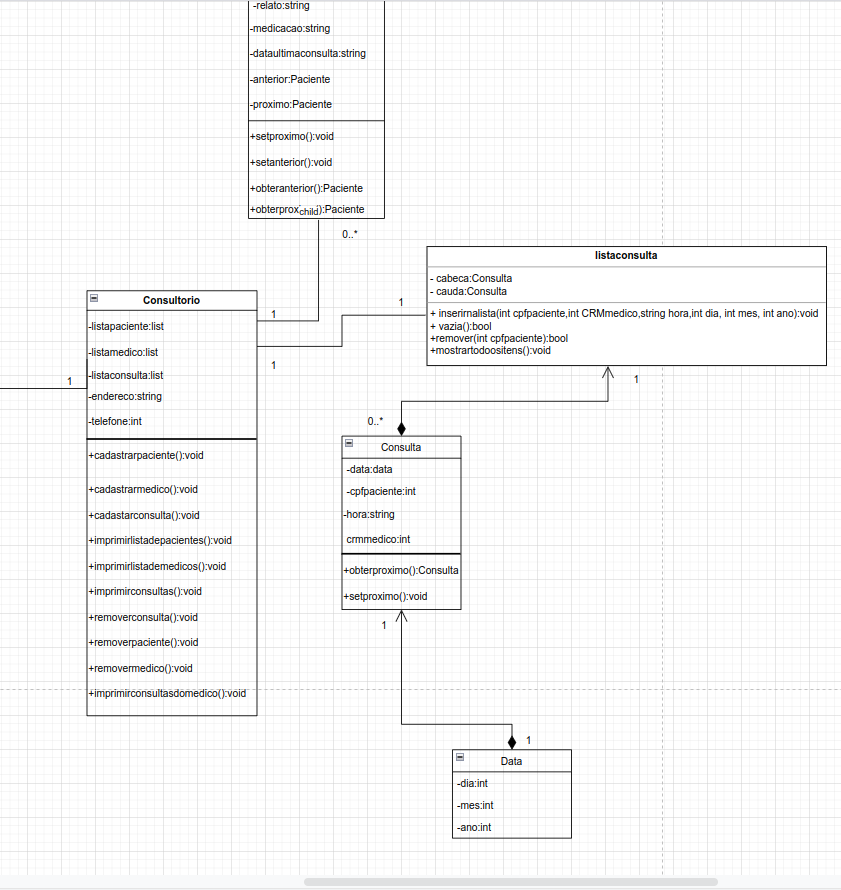 -relato:string
-medicacao:string
-dataultimaconsulta:string
-anterior:Paciente
-proximo:Paciente
+setproximo():void
+setanterior():void
+obteranterior():Paciente
+obterprox child):Paciente
0..*
listaconsulta
- cabeca:Consulta
- cauda:Consulta
+ inserirnalista(int cpfpaciente,int CRMmedico,string hora,int dia, int mes, int ano):void
+ vazia():bool
+remover(int cpfpaciente):bool
+mostrartodoositens():void
1
1
1
1
1
Consultorio
-listapaciente:list
-listamedico:list
-listaconsulta:list
-endereco:string
-telefone:int
+cadastrarpaciente():void
+cadastrarmedico():void
+cadastarconsulta():void
+imprimirlistadepacientes():void
+imprimirlistademedicos():void
+imprimirconsultas():void
+removerconsulta():void
+removerpaciente():void
+removermedico():void
+imprimirconsultasdomedico():void
0..*
Consulta
-data:data
-cpfpaciente:int
-hora:string
crmmedico:int
+obterproximo():Consulta
+setproximo():void
1
1
Data
-dia:int
-mes:int
-ano:int